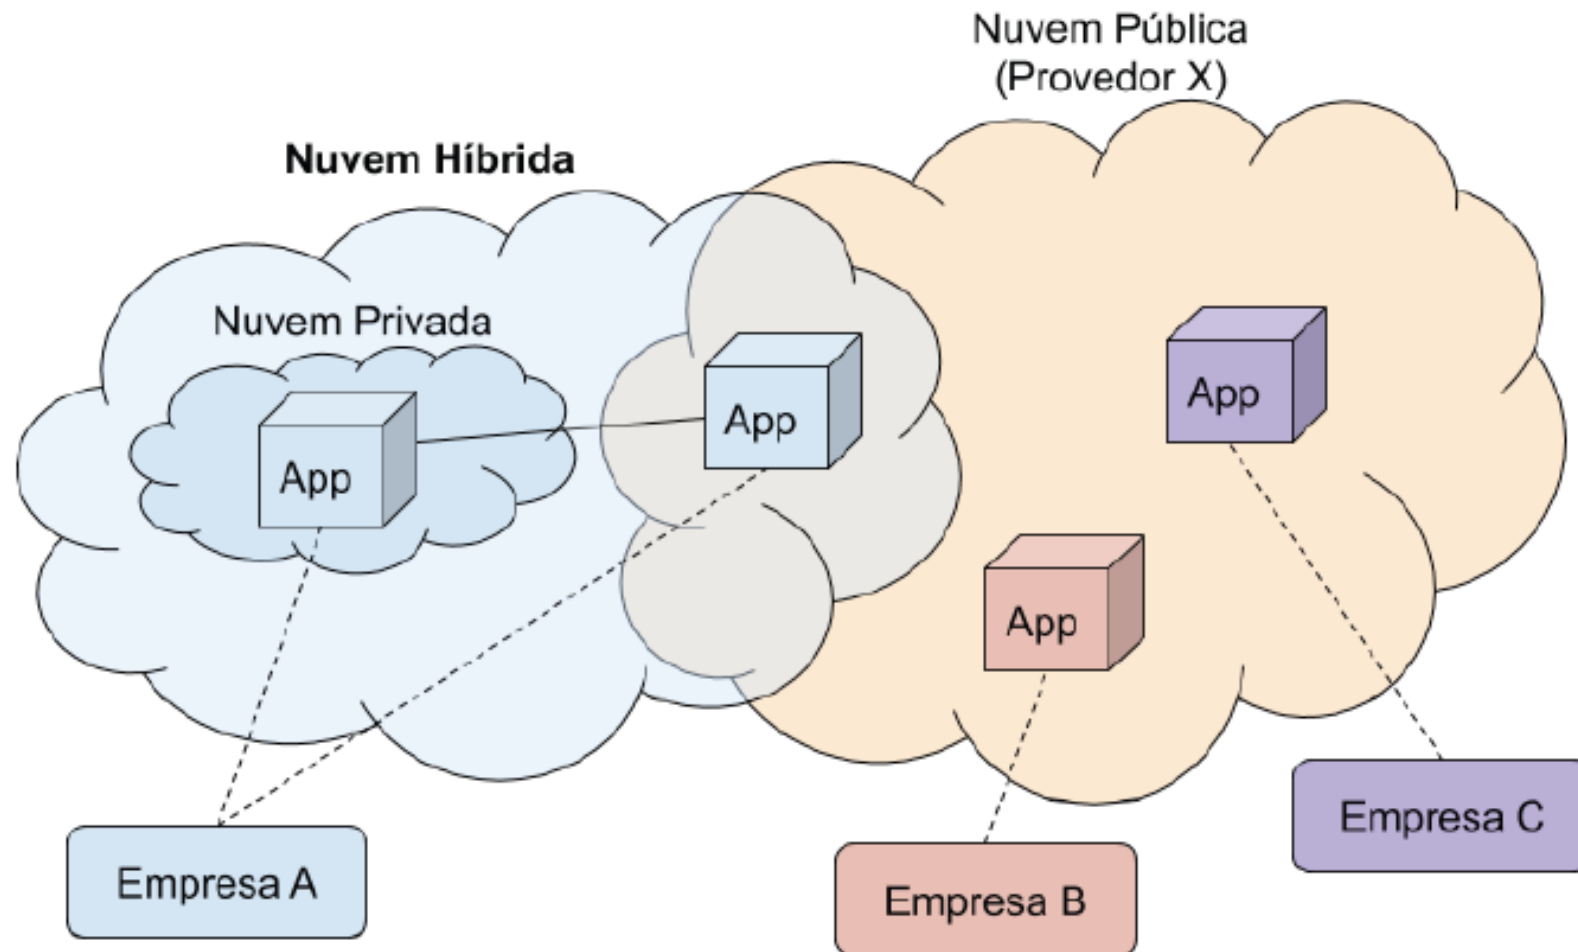 Nuvem Pública
(Provedor X)
Nuvem Híbrida
Nuvem Privada
App
App
App
App
Empresa A
Empresa B
Empresa C